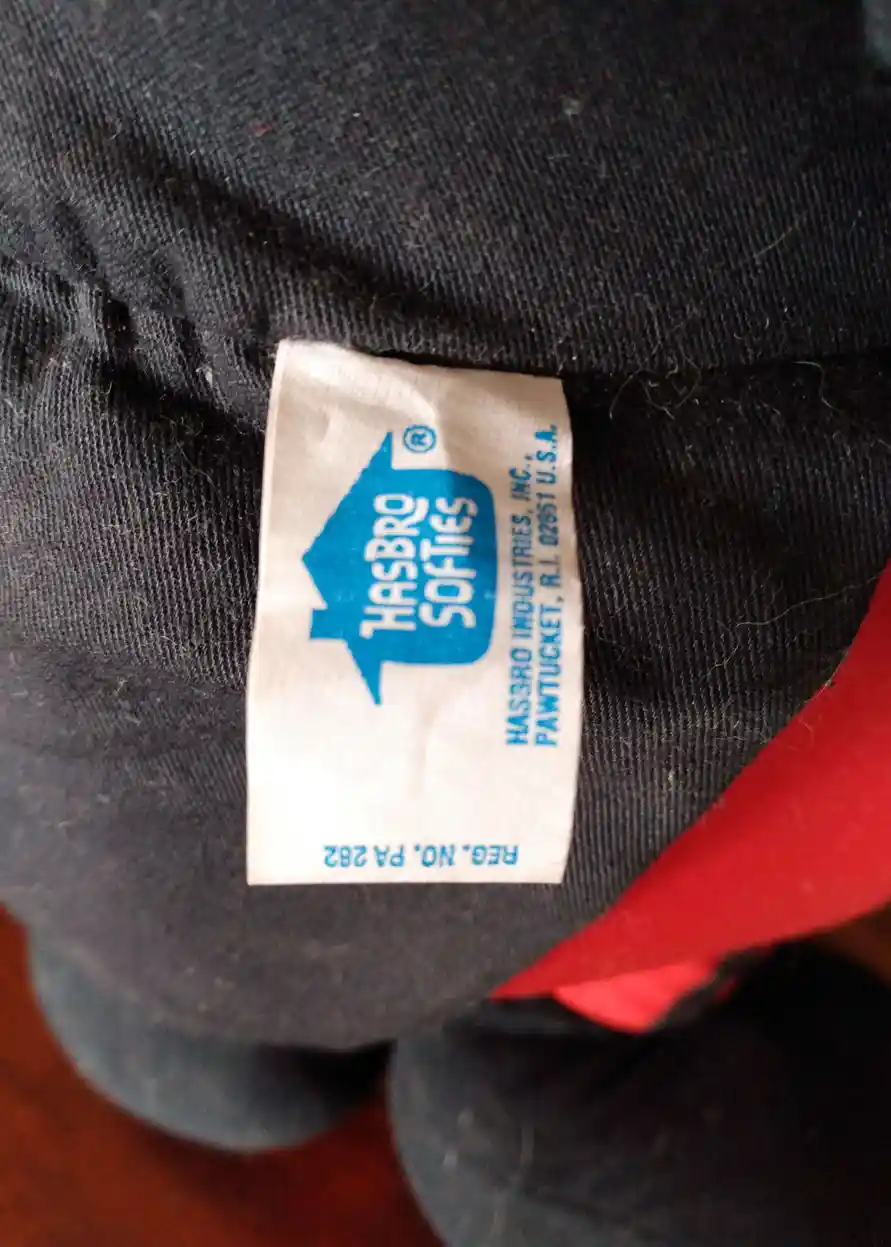 HASBRO
SOFTIES
®
HASBRO INDUSTRIES, INC.,
PAWTUCKET, R.I. 02861 U.S.A.
REG. NO. PA 282